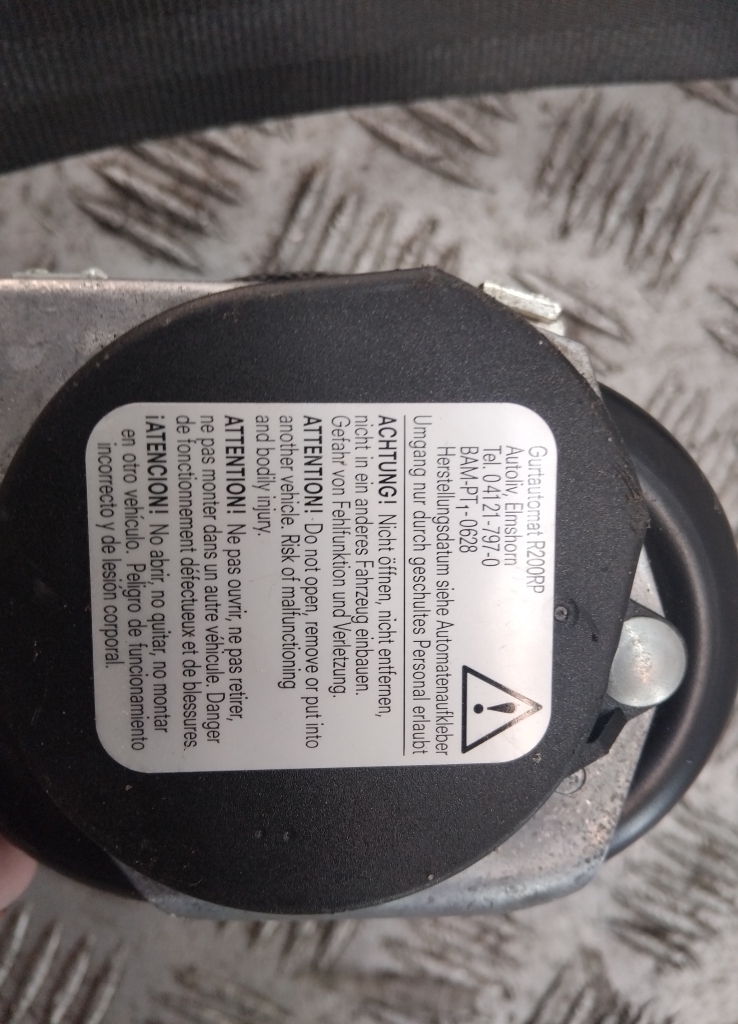 Gurtautomat R200RP
Autoliv, Elmshorn
Tel. 04121-797-0
BAM-PT1-0628
Herstellungsdatum siehe Automatenaufkleber
Umgang nur durch geschultes Personal erlaubt
ACHTUNG! Nicht öffnen, nicht entfernen,
nicht in ein anderes Fahrzeug einbauen.
Gefahr von Fehlfunktion und Verletzung.
ATTENTION! Do not open, remove or put into
another vehicle. Risk of malfunctioning
and bodily injury.
ATTENTION! Ne pas ouvrir, ne pas retirer,
ne pas monter dans un autre véhicule. Danger
de fonctionnement défectueux et de blessures.
¡ATENCION! No abrir, no quitar, no montar
en otro vehículo. Peligro de funcionamiento
incorrecto y de lesión corporal.